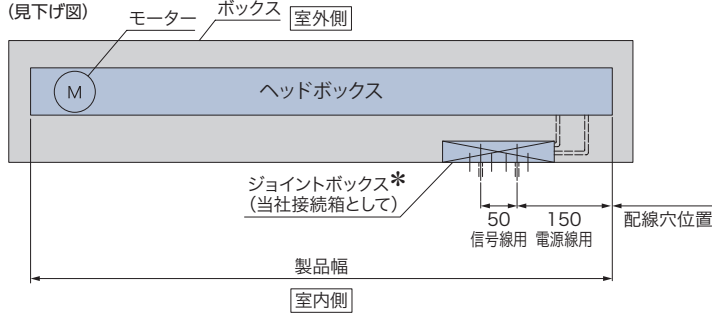 (見下げ図)
モーター
ボックス
室外側
M
ヘッドボックス
ジョイントボックス*
(当社接続箱として)
50
150
配線穴位置
信号線用
電源線用
製品幅
室内側